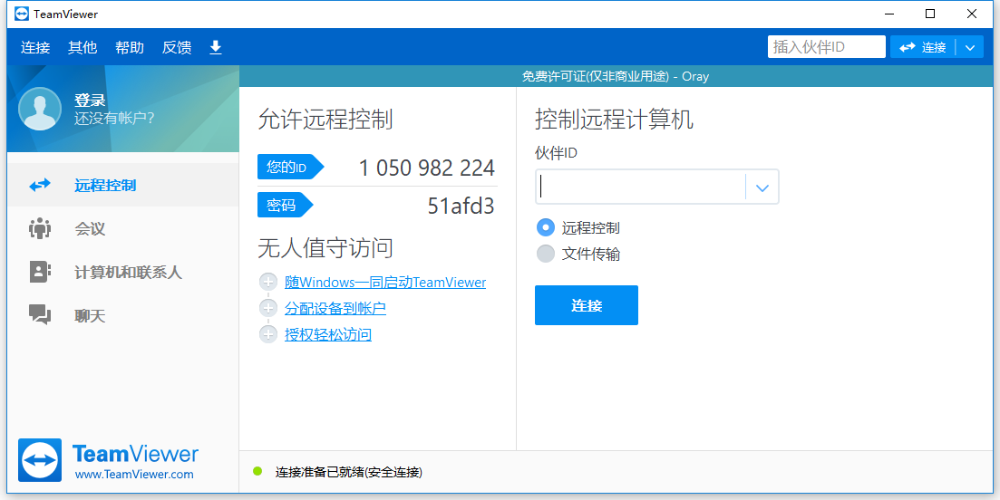 TeamViewer
连接 其他 帮助 反馈
插入伙伴ID
连接
登录
还没有帐户?
远程控制
会议
计算机和联系人
聊天
TeamViewer
www.TeamViewer.com
免费许可证(仅非商业用途) - Oray
允许远程控制
您的ID 1 050 982 224
密码 51afd3
无人值守访问
随Windows一同启动TeamViewer
分配设备到帐户
授权轻松访问
控制远程计算机
伙伴ID
远程控制
文件传输
连接
连接准备已就绪(安全连接)